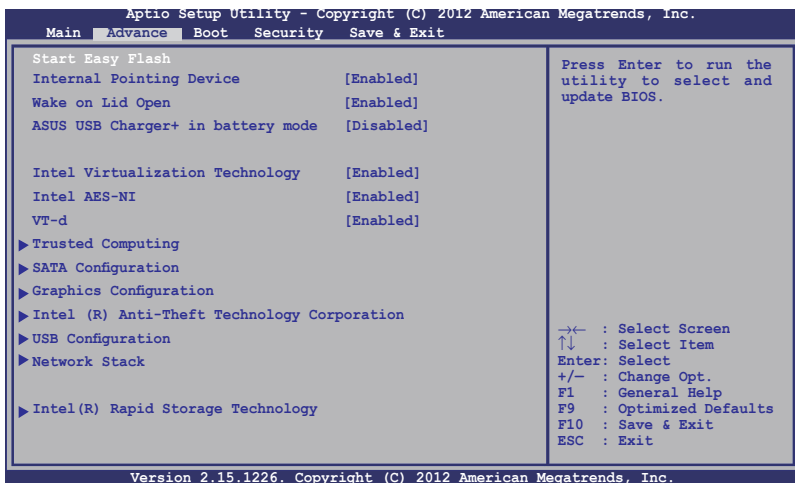 Aptio Setup Utility - Copyright (C) 2012 American Megatrends, Inc.
Main Advance Boot Security Save & Exit
Start Easy Flash
Internal Pointing Device [Enabled]
Wake on Lid Open [Enabled]
ASUS USB Charger+ in battery mode [Disabled]
Intel Virtualization Technology [Enabled]
Intel AES-NI [Enabled]
VT-d [Enabled]
Trusted Computing
SATA Configuration
Graphics Configuration
Intel (R) Anti-Theft Technology Corporation
USB Configuration
Network Stack
Intel(R) Rapid Storage Technology
Press Enter to run the
utility to select and
update BIOS.
→← : Select Screen
↑↓ : Select Item
Enter: Select
+/— : Change Opt.
F1 : General Help
F9 : Optimized Defaults
F10 : Save & Exit
ESC : Exit
Version 2.15.1226. Copyright (C) 2012 American Megatrends, Inc.